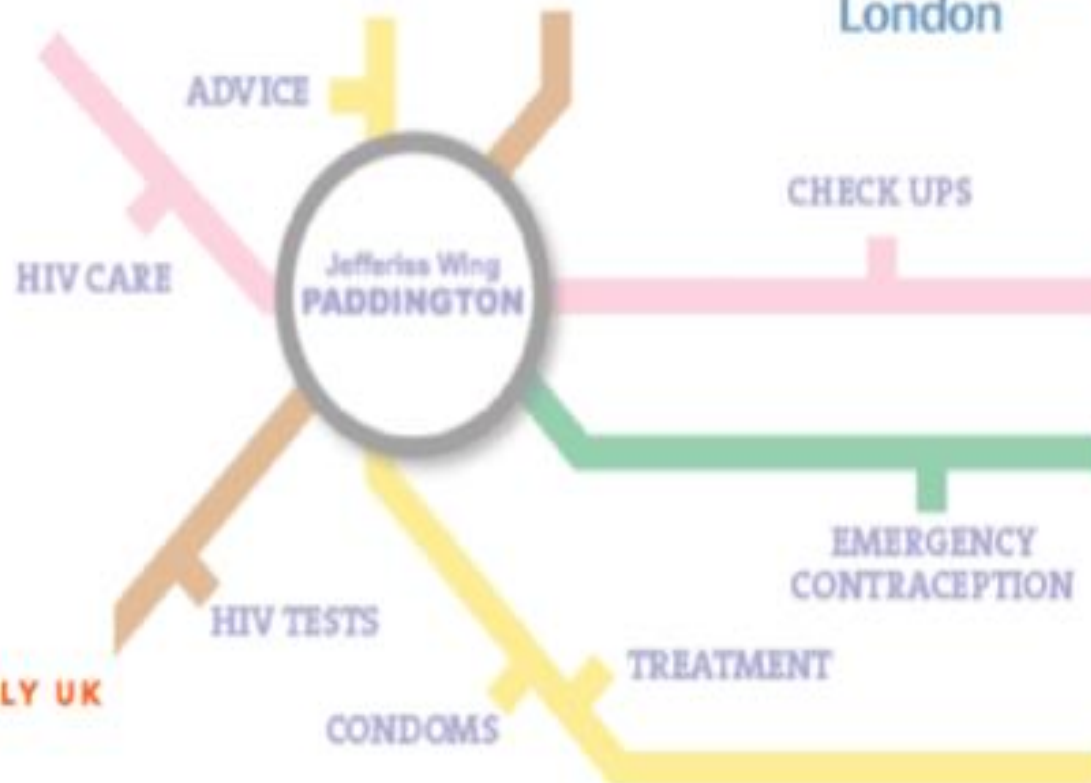 London
ADVICE
CHECK UPS
HIV CARE
Jefferiss Wing
PADDINGTON
EMERGENCY
CONTRACEPTION
HIV TESTS
TREATMENT
LY UK
CONDOMS